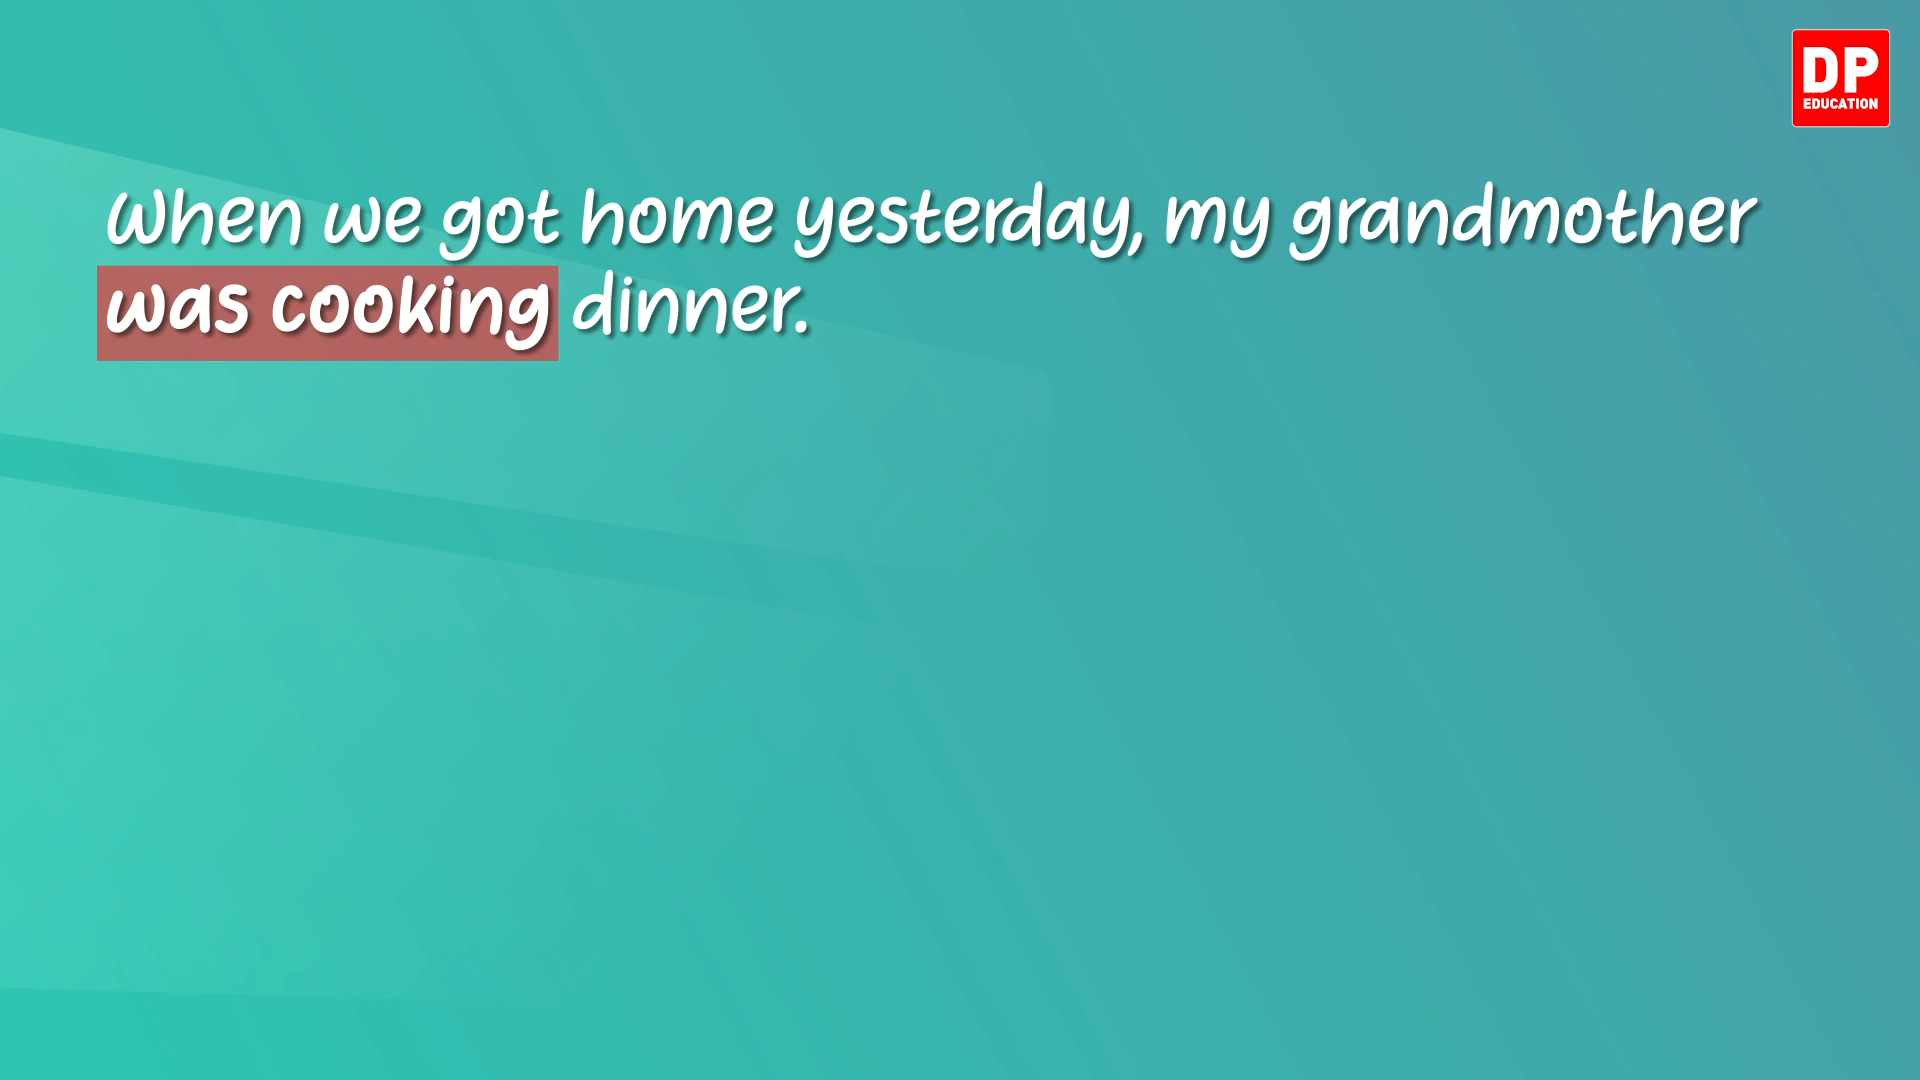 DP
EDUCATION
When we got home yesterday, my grandmother
was cooking dinner.